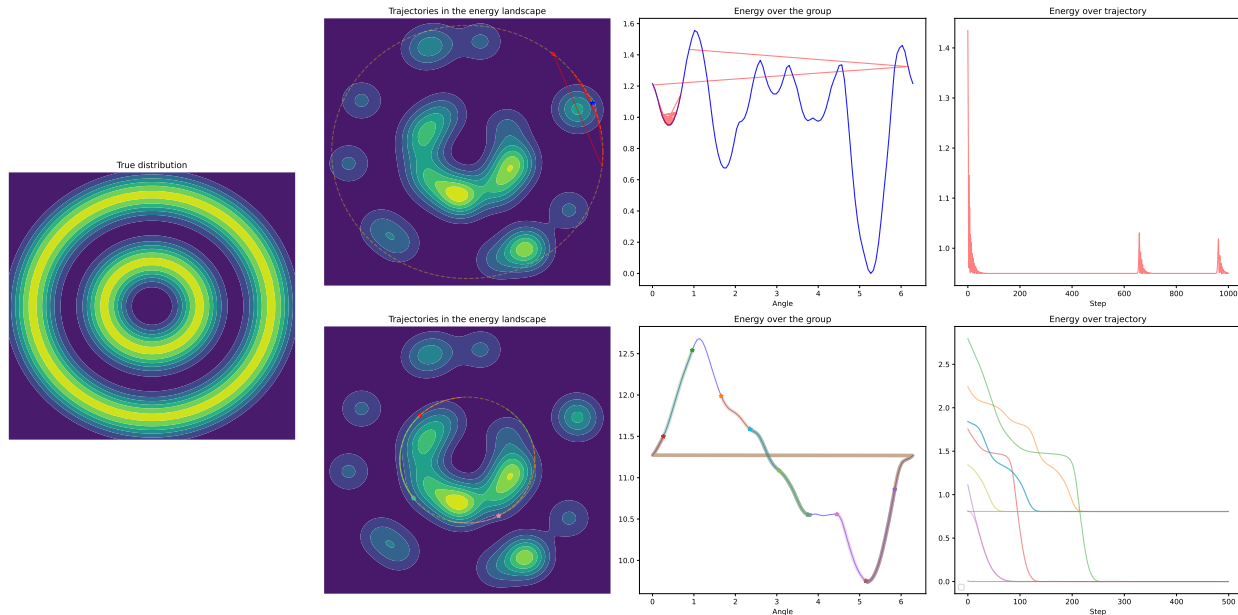 True distribution
Trajectories in the energy landscape
Energy over the group
1.6
1.4
1.2
1.0
0.8
0.6
0.4
0.2
0.0
0 1 2 3 4 5 6
Angle
Energy over trajectory
1.4
1.3
1.2
1.1
1.0
0 200 400 600 800 1000
Step
Trajectories in the energy landscape
Energy over the group
12.5
12.0
11.5
11.0
10.5
10.0
0 1 2 3 4 5 6
Angle
Energy over trajectory
2.5
2.0
1.5
1.0
0.5
0.0
0 100 200 300 400 500
Step